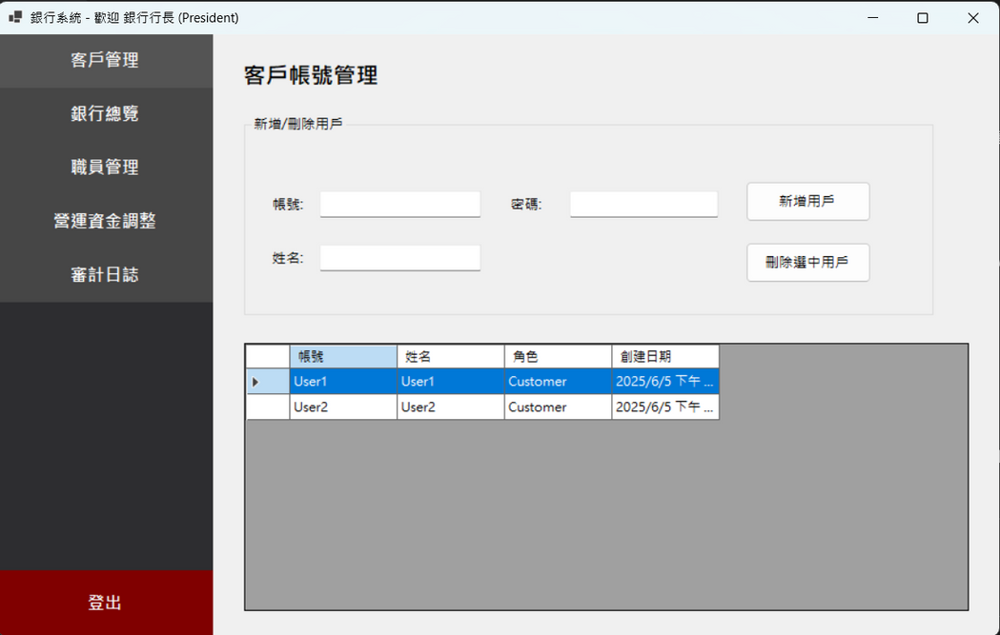 銀行系統 - 歡迎 銀行行長 (President)
客戶管理
銀行總覽
職員管理
營運資金調整
審計日誌
登出
客戶帳號管理
新增/刪除用戶
帳號:
密碼:
新增用戶
姓名:
刪除選中用戶
帳號 姓名 角色 創建日期
User1 User1 Customer 2025/6/5 下午 ...
User2 User2 Customer 2025/6/5 下午 ...